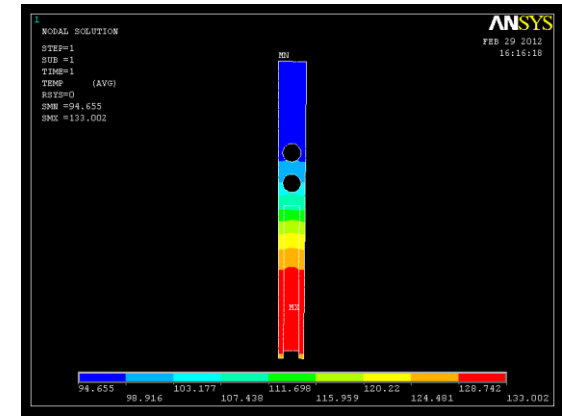 1
NODAL SOLUTION
STEP=1
SUB =1
TIME=1
TEMP (AVG)
RSYS=0
SMN =94.655
SMX =133.002
ANSYS
FEB 29 2012
16:16:18
MN
MX
94.655 103.177 111.698 120.22 128.742
98.916 107.438 115.959 124.481 133.002